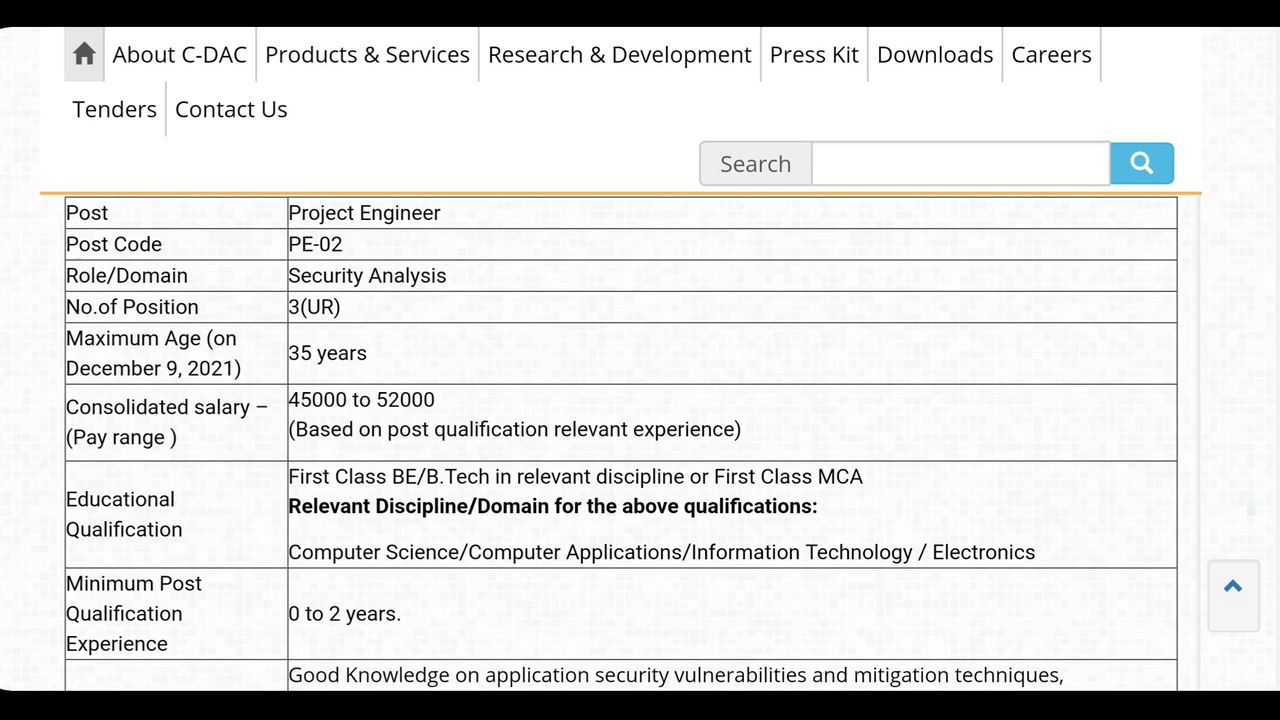 About C-DAC
Products & Services
Research & Development
Press Kit
Downloads
Careers
Tenders
Contact Us
Search
Post
Project Engineer
Post Code
PE-02
Role/Domain
Security Analysis
No.of Position
3(UR)
Maximum Age (on
December 9, 2021)
35 years
Consolidated salary –
(Pay range )
45000 to 52000
(Based on post qualification relevant experience)
Educational
Qualification
First Class BE/B.Tech in relevant discipline or First Class MCA
Relevant Discipline/Domain for the above qualifications:
Computer Science/Computer Applications/Information Technology / Electronics
Minimum Post
Qualification
Experience
0 to 2 years.
Good Knowledge on application security vulnerabilities and mitigation techniques,